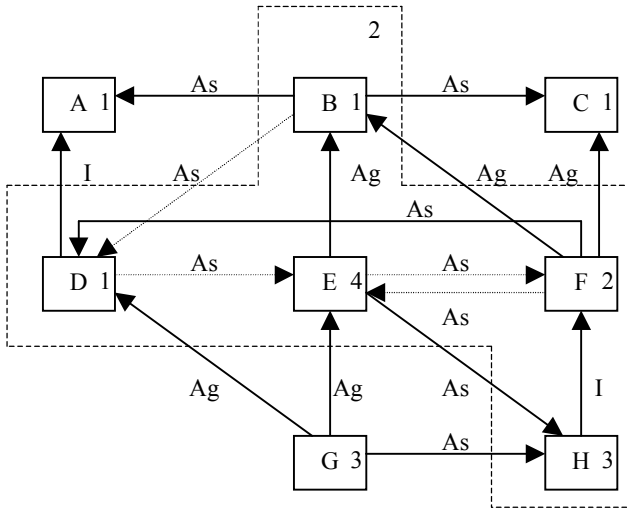 2
As As
A 1 B 1 C 1
I As Ag Ag Ag
As
As As
D 1 E 4 F 2
As
Ag Ag As I
As
G 3 H 3